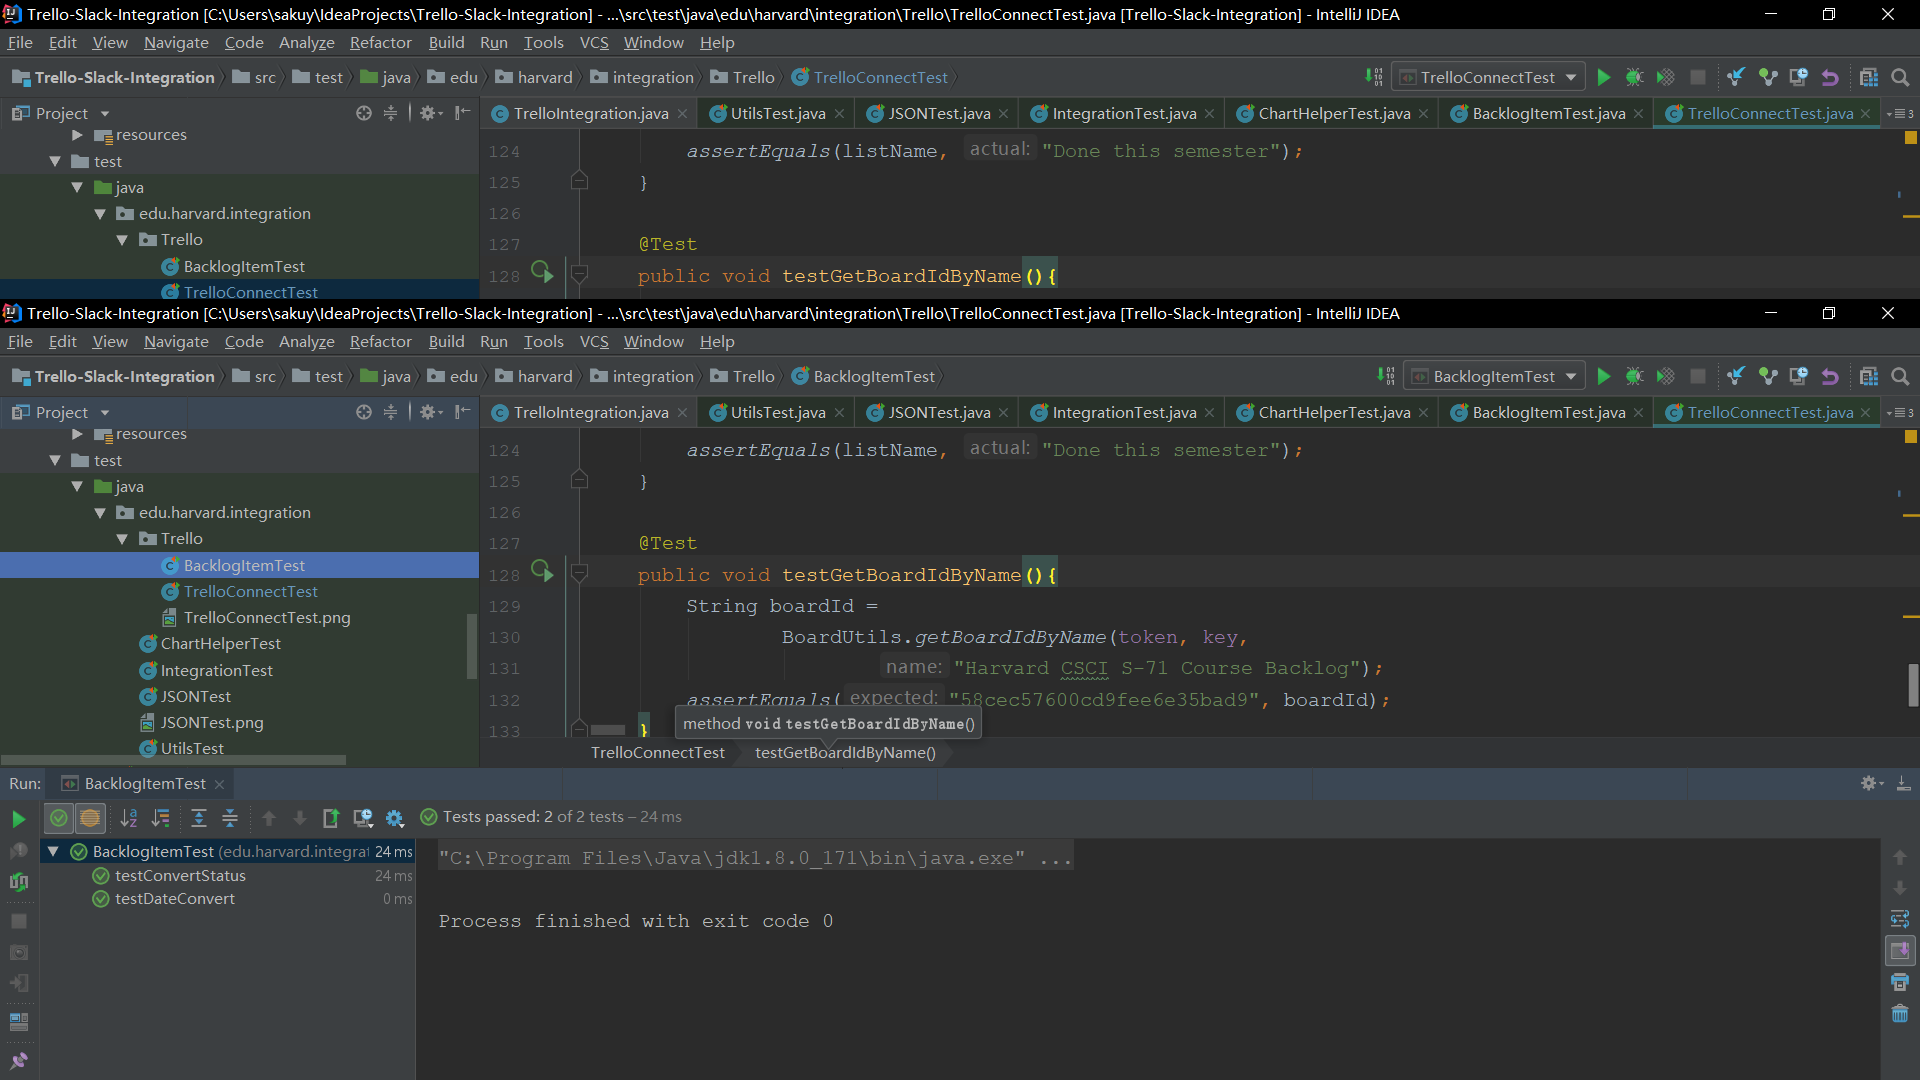 Trello-Slack-Integration [C:\Users\sakuy\IdeaProjects\Trello-Slack-Integration] - ...\src\test\java\edu\harvard\integration\Trello\TrelloConnectTest.java [Trello-Slack-Integration] - IntelliJ IDEA
File Edit View Navigate Code Analyze Refactor Build Run Tools VCS Window Help
Trello-Slack-Integration src test java edu harvard integration Trello TrelloConnectTest TrelloConnectTest
Project TrelloIntegration.java UtilsTest.java JSONTest.java IntegrationTest.java ChartHelperTest.java BacklogItemTest.java TrelloConnectTest.java 3
resources
test
java
edu.harvard.integration
Trello
BacklogItemTest
TrelloConnectTest
124 assertEquals(listName, actual: "Done this semester");
125 }
126
127 @Test
128 public void testGetBoardIdByName(){
Trello-Slack-Integration [C:\Users\sakuy\IdeaProjects\Trello-Slack-Integration] - ...\src\test\java\edu\harvard\integration\Trello\TrelloConnectTest.java [Trello-Slack-Integration] - IntelliJ IDEA
File Edit View Navigate Code Analyze Refactor Build Run Tools VCS Window Help
Trello-Slack-Integration src test java edu harvard integration Trello BacklogItemTest BacklogItemTest
Project TrelloIntegration.java UtilsTest.java JSONTest.java IntegrationTest.java ChartHelperTest.java BacklogItemTest.java TrelloConnectTest.java 3
resources
test
java
edu.harvard.integration
Trello
BacklogItemTest
TrelloConnectTest
TrelloConnectTest.png
ChartHelperTest
IntegrationTest
JSONTest
JSONTest.png
UtilsTest
124 assertEquals(listName, actual: "Done this semester");
125 }
126
127 @Test
128 public void testGetBoardIdByName(){
129 String boardId =
130 BoardUtils.getBoardIdByName(token, key,
131 name: "Harvard CSCI S-71 Course Backlog");
132 assertEquals( expected: "58cec57600cd9fee6e35bad9", boardId);
133 }
method void testGetBoardIdByName()
TrelloConnectTest testGetBoardIdByName()
Run: BacklogItemTest
Tests passed: 2 of 2 tests – 24 ms
BacklogItemTest (edu.harvard.integrat 24 ms
testConvertStatus 24 ms
testDateConvert 0 ms
"C:\Program Files\Java\jdk1.8.0_171\bin\java.exe" ...
Process finished with exit code 0